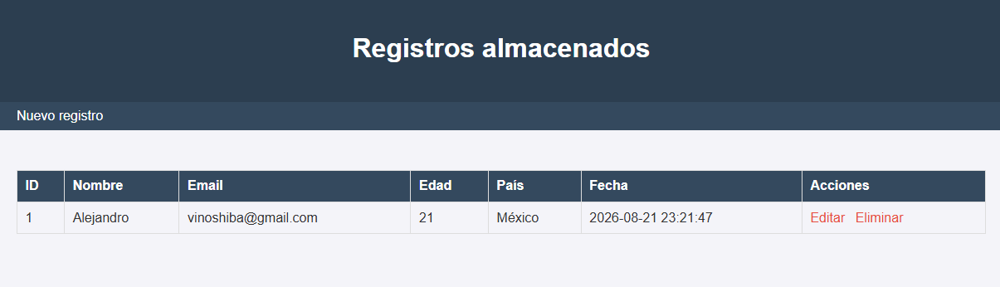 Registros almacenados
Nuevo registro
ID Nombre Email Edad País Fecha Acciones
1 Alejandro vinoshiba@gmail.com 21 México 2026-08-21 23:21:47 Editar Eliminar